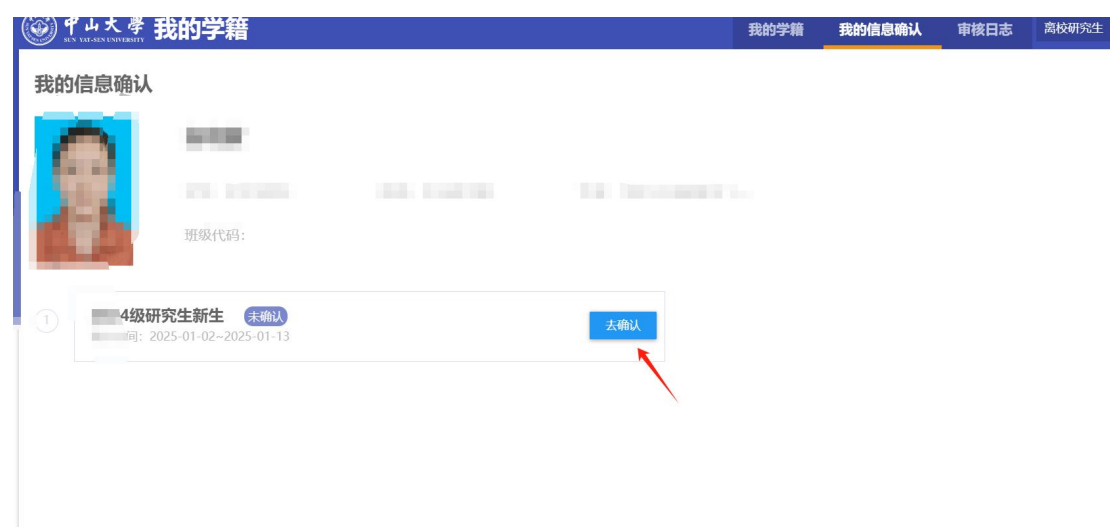 中山大学 我的学籍 我的学籍 我的信息确认 审核日志 离校研究生
SUN YAT-SEN UNIVERSITY
我的信息确认
班级代码：
1 4级研究生新生 未确认 去确认
间：2025-01-02~2025-01-13